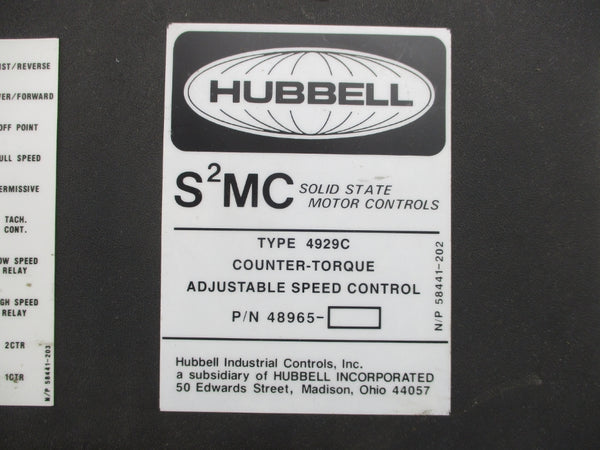 IST/REVERSE
ER/FORWARD
OFF POINT
ULL SPEED
ERMISSIVE
TACH.
CONT.
OW SPEED
RELAY
GH SPEED
RELAY
2CTR
1CTR
N/P 58441-203
HUBBELL
S²MC SOLID STATE
MOTOR CONTROLS
TYPE 4929C
COUNTER-TORQUE
ADJUSTABLE SPEED CONTROL
P/N 48965-
N/P 58441-202
Hubbell Industrial Controls, Inc.
a subsidiary of HUBBELL INCORPORATED
50 Edwards Street, Madison, Ohio 44057